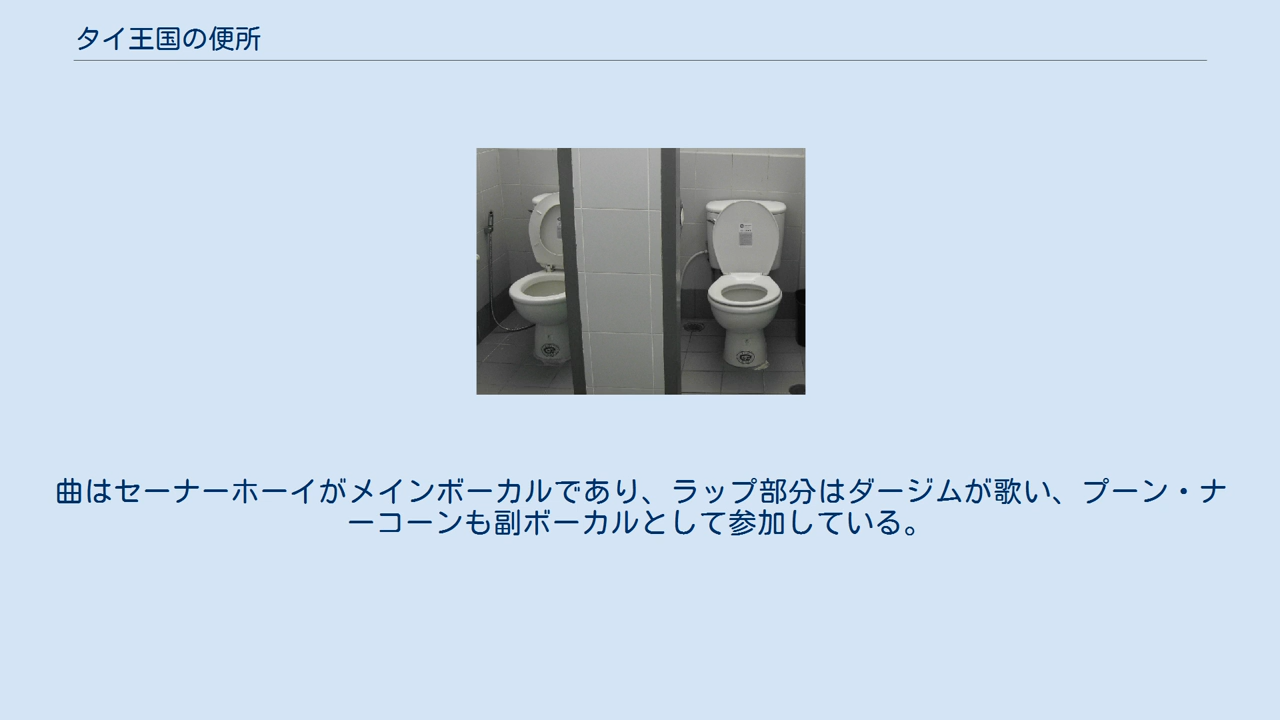 タイ王国の便所
曲はセーナーホーイがメインボーカルであり、ラップ部分はダージムが歌い、プーン・ナ
ーコーンも副ボーカルとして参加している。